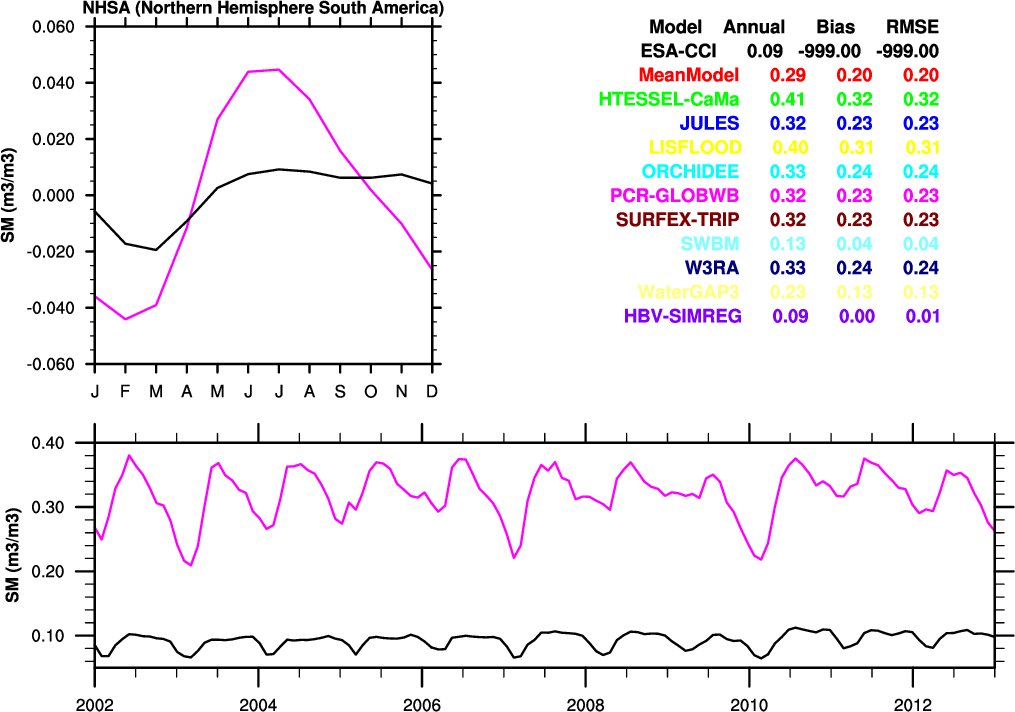 NHSA (Northern Hemisphere South America)
0.060
0.040
0.020
0.000
-0.020
-0.040
-0.060
SM (m3/m3)
J F M A M J J A S O N D
Model Annual Bias RMSE
ESA-CCI 0.09 -999.00 -999.00
MeanModel 0.29 0.20 0.20
HTESSEL-CaMa 0.41 0.32 0.32
JULES 0.32 0.23 0.23
LISFLOOD 0.40 0.31 0.31
ORCHIDEE 0.33 0.24 0.24
PCR-GLOBWB 0.32 0.23 0.23
SURFEX-TRIP 0.32 0.23 0.23
SWBM 0.13 0.04 0.04
W3RA 0.33 0.24 0.24
WaterGAP3 0.23 0.13 0.13
HBV-SIMREG 0.09 0.00 0.01
0.40
0.30
0.20
0.10
SM (m3/m3)
2002 2004 2006 2008 2010 2012